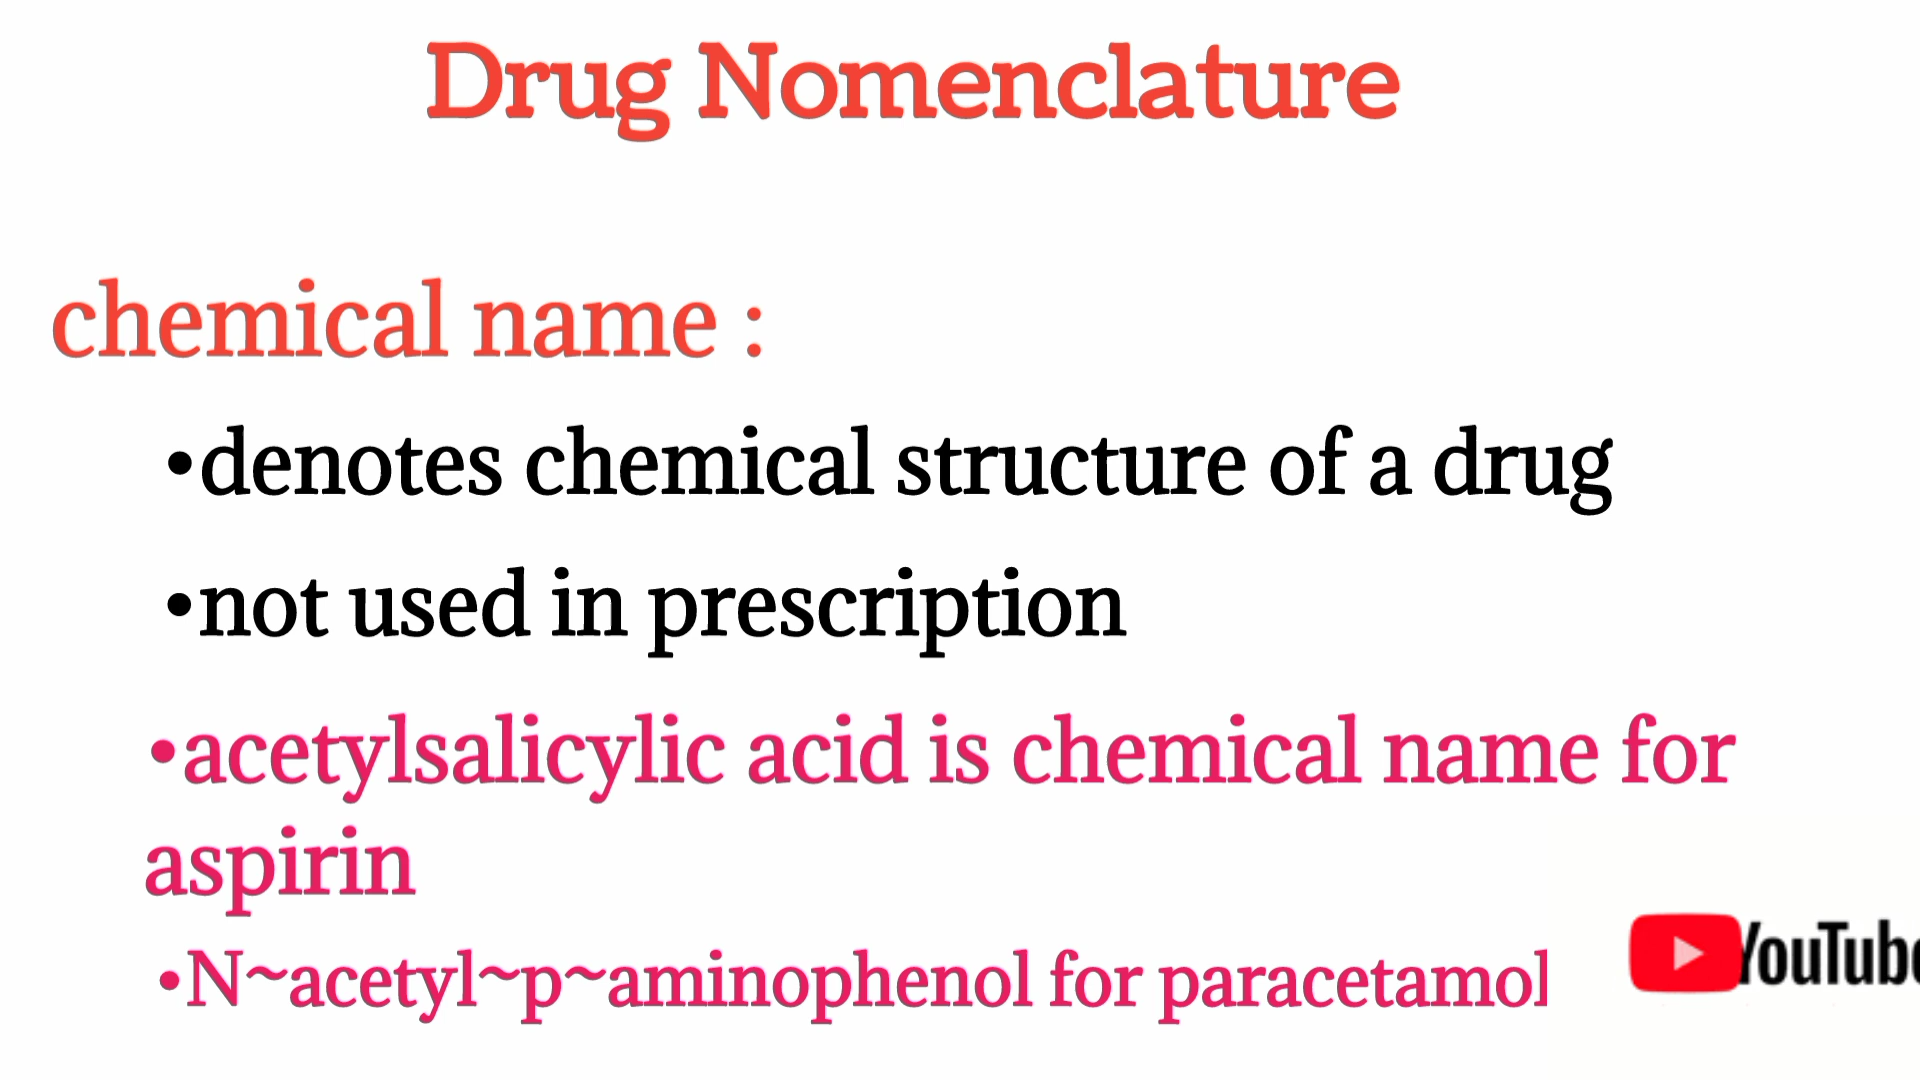 Drug Nomenclature
chemical name :
•denotes chemical structure of a drug
•not used in prescription
•acetylsalicylic acid is chemical name for
aspirin
•N~acetyl~p~aminophenol for paracetamol
YouTube